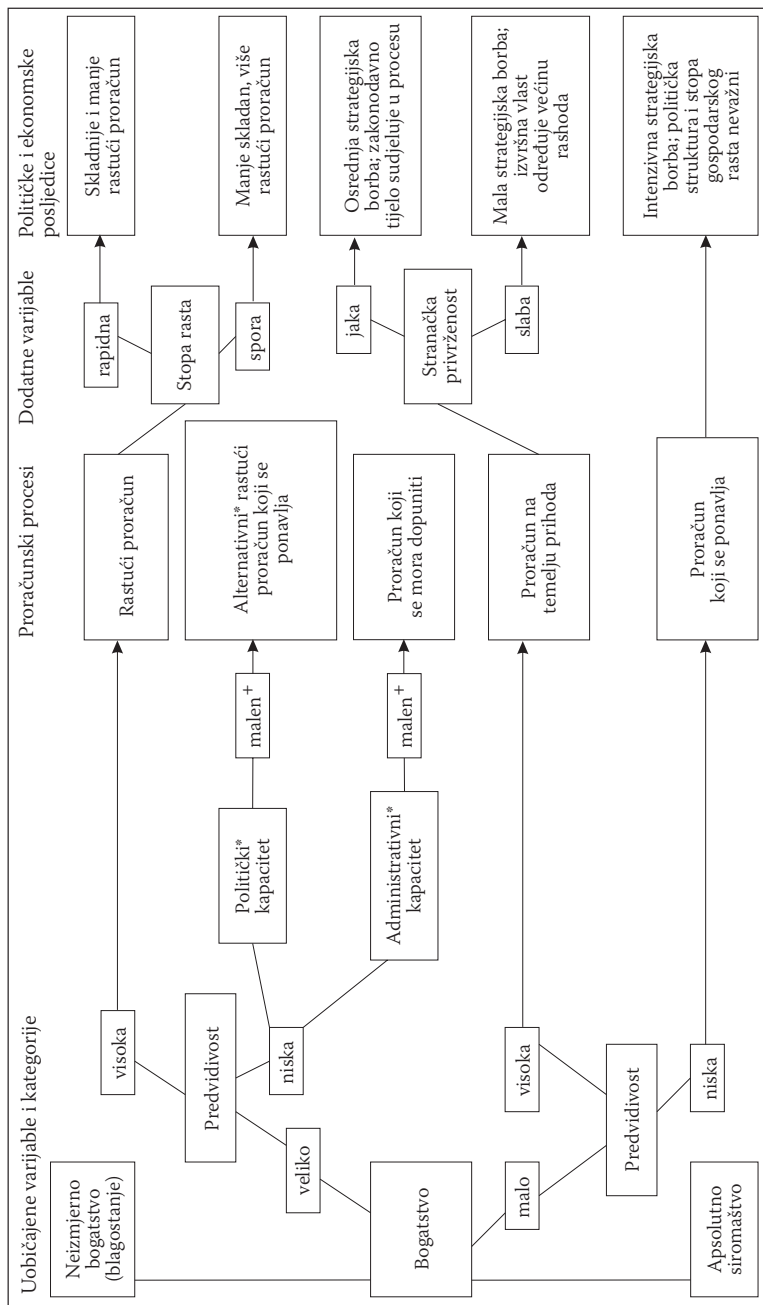 Uobičajene varijable i kategorije
Proračunski procesi
Dodatne varijable
Političke i ekonomske
posljedice
Neizmjerno
bogatstvo
(blagostanje)
Bogatstvo
Apsolutno
siromaštvo
veliko
malo
Predvidivost
visoka
niska
Predvidivost
visoka
niska
Politički*
kapacitet
Administrativni*
kapacitet
malen+
malen+
Rastući proračun
Alternativni* rastući
proračun koji se
ponavlja
Proračun koji
se mora dopuniti
Proračun na
temelju prihoda
Proračun
koji se ponavlja
rapidna
Stopa rasta
spora
jaka
Stranačka
privrženost
slaba
Skladnije i manje
rastući proračun
Manje skladan, više
rastući proračun
Osrednja strategijska
borba; zakonodavno
tijelo sudjeluje u procesu
Mala strategijska borba;
izvršna vlast
određuje većinu
rashoda
Intenzivna strategijska
borba; politička
struktura i stopa
gospodarskog
rasta nevažni